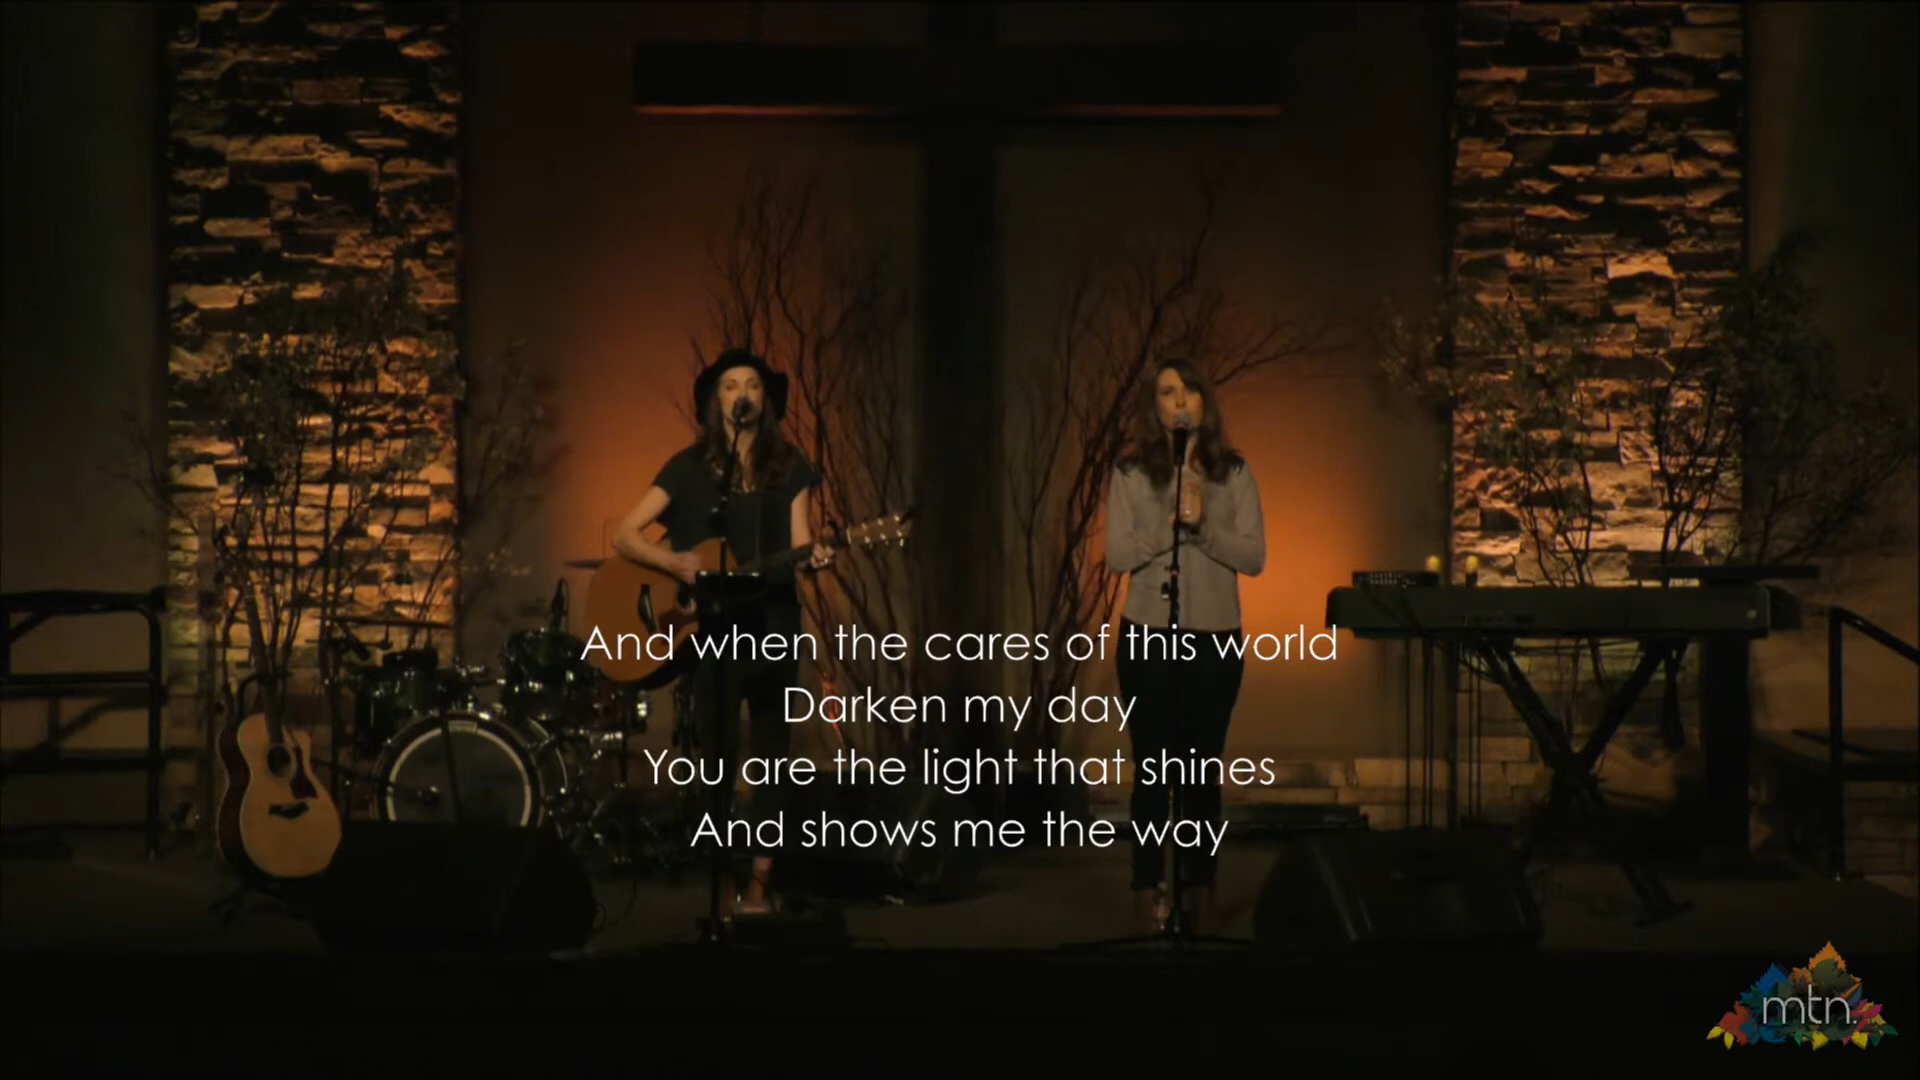 And when the cares of this world
Darken my day
You are the light that shines
And shows me the way
mtn.